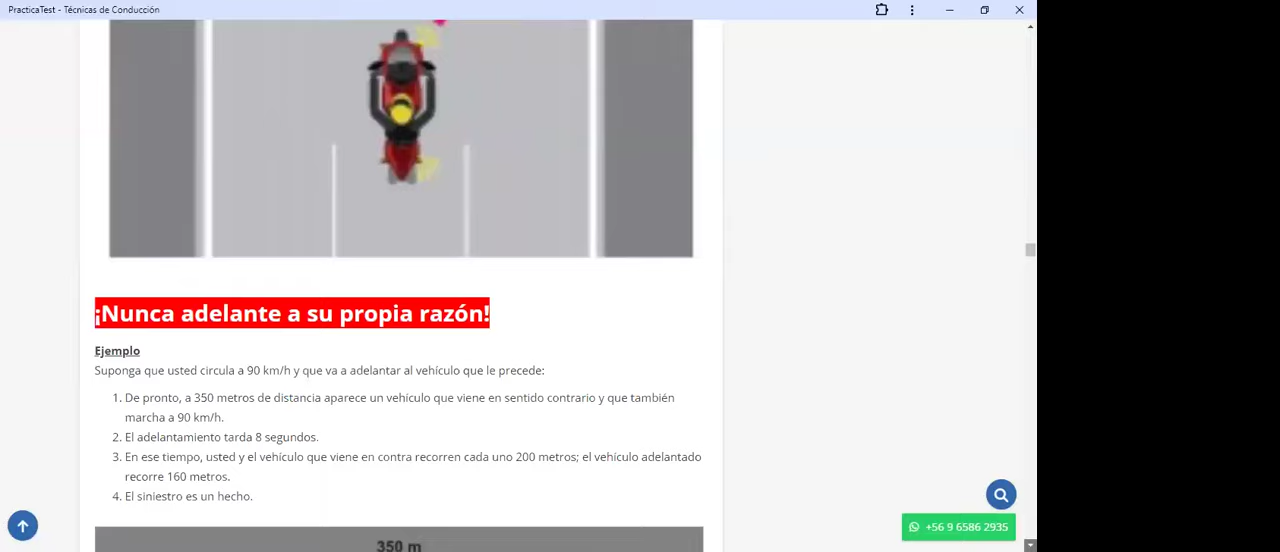 PracticaTest - Técnicas de Conducción
¡Nunca adelante a su propia razón!
Ejemplo
Suponga que usted circula a 90 km/h y que va a adelantar al vehículo que le precede:
1. De pronto, a 350 metros de distancia aparece un vehículo que viene en sentido contrario y que también
marcha a 90 km/h.
2. El adelantamiento tarda 8 segundos.
3. En ese tiempo, usted y el vehículo que viene en contra recorren cada uno 200 metros; el vehículo adelantado
recorre 160 metros.
4. El siniestro es un hecho.
+56 9 6586 2935
350 m